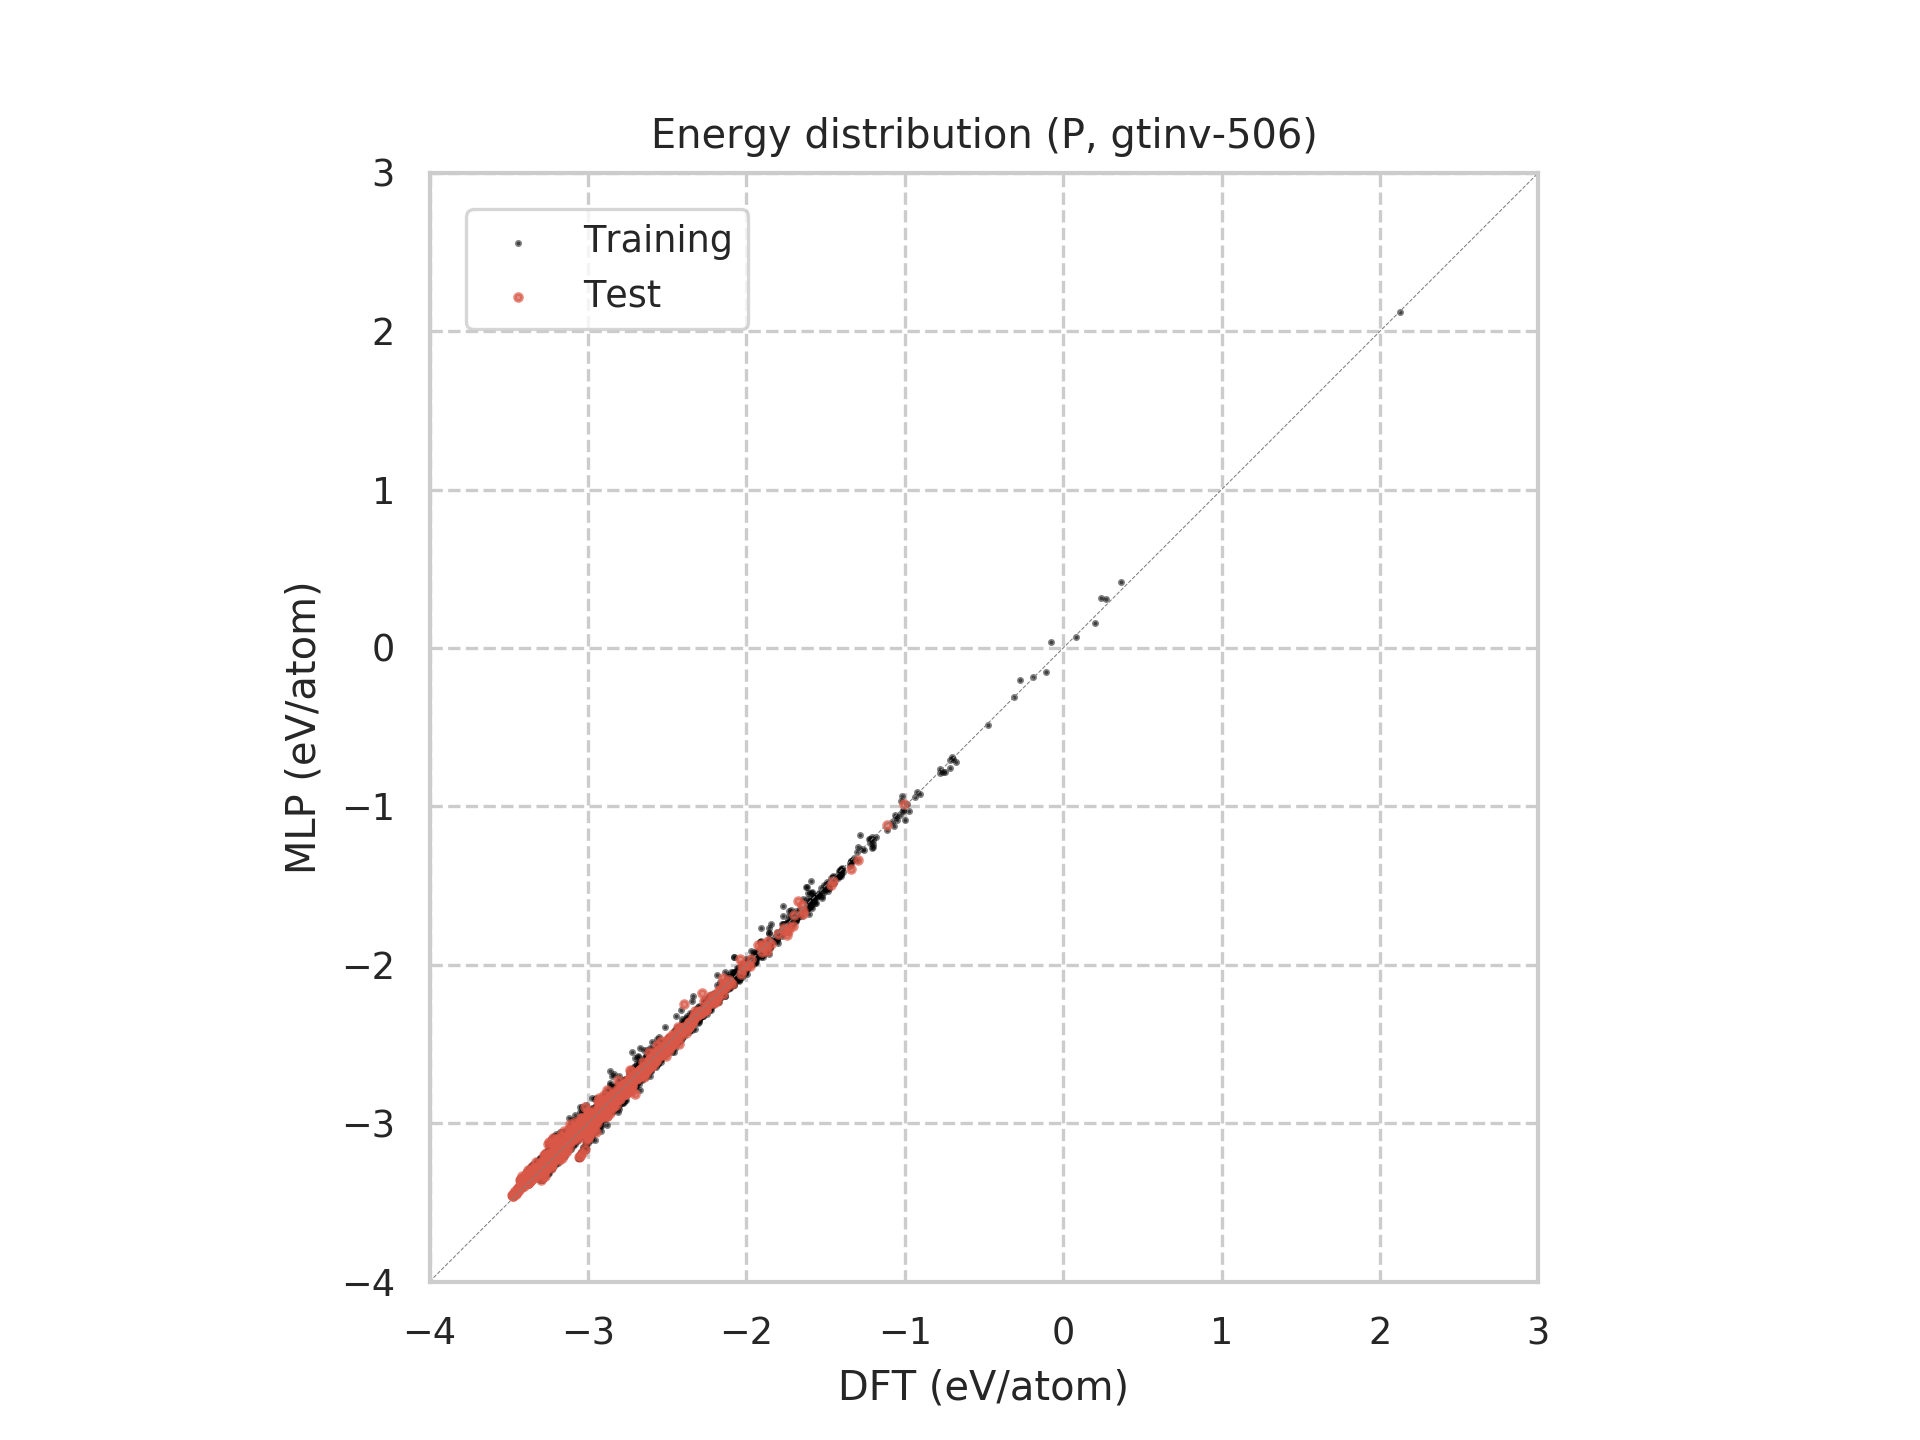 Energy distribution (P, gtinv-506)
3
2
1
0
−1
−2
−3
−4
Training
Test
MLP (eV/atom)
−4 −3 −2 −1 0 1 2 3
DFT (eV/atom)